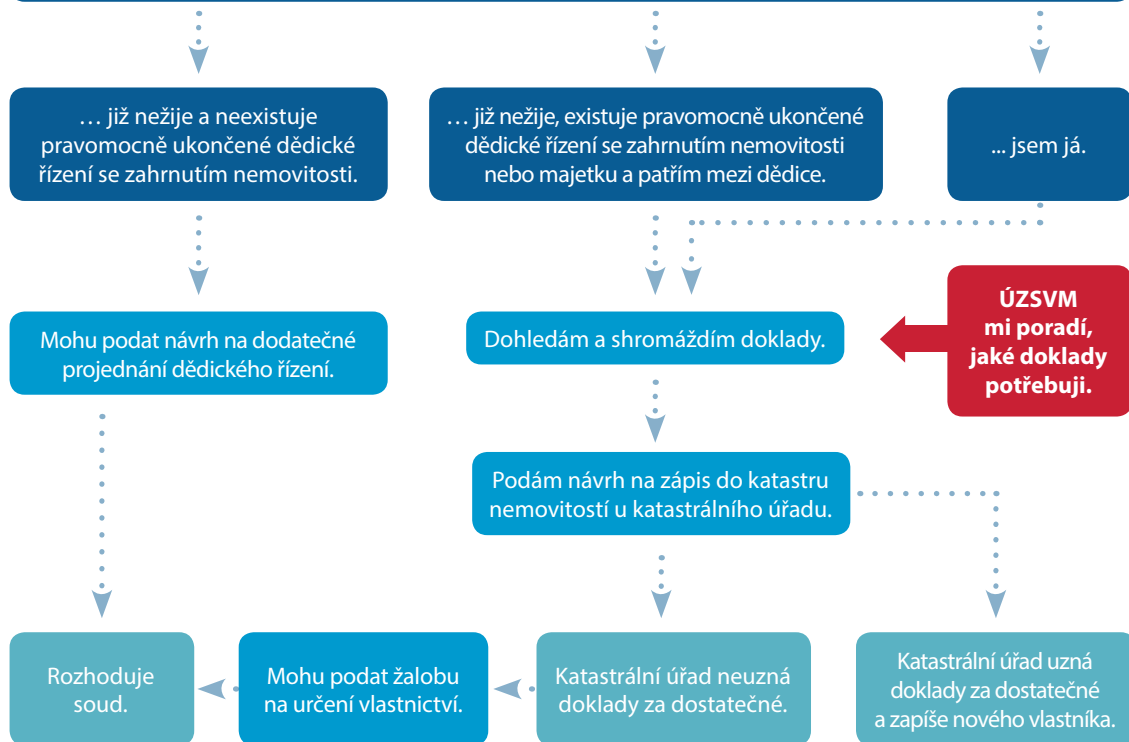 … již nežije a neexistuje
pravomocně ukončené dědické
řízení se zahrnutím nemovitosti.
… již nežije, existuje pravomocně ukončené
dědické řízení se zahrnutím nemovitosti
nebo majetku a patřím mezi dědice.
... jsem já.
Mohu podat návrh na dodatečné
projednání dědického řízení.
Dohledám a shromáždím doklady.
ÚZSVM
mi poradí,
jaké doklady
potřebuji.
Podám návrh na zápis do katastru
nemovitostí u katastrálního úřadu.
Rozhoduje
soud.
Mohu podat žalobu
na určení vlastnictví.
Katastrální úřad neuzná
doklady za dostatečné.
Katastrální úřad uzná
doklady za dostatečné
a zapíše nového vlastníka.